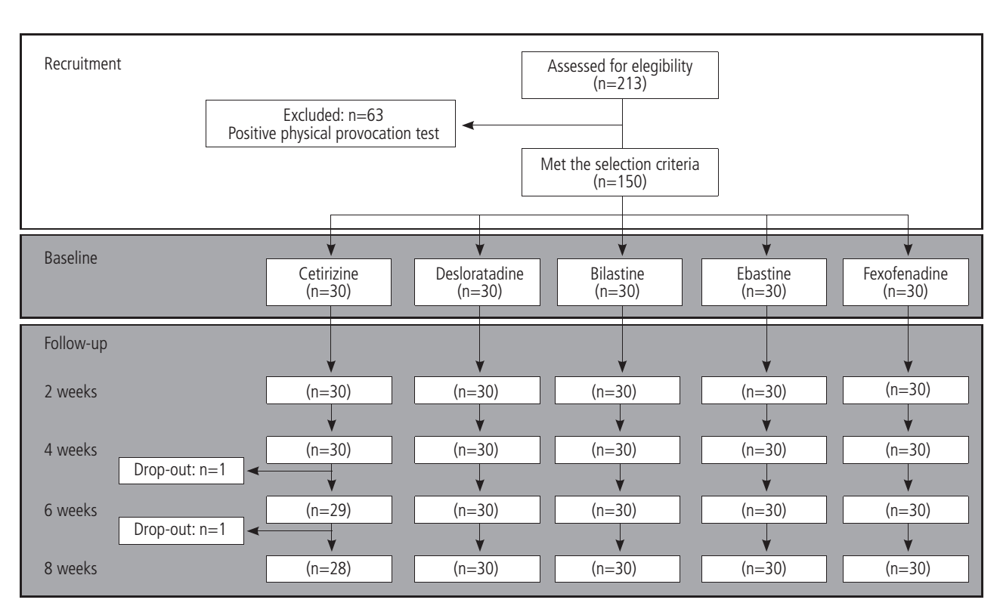 Recruitment
Assessed for elegibility
(n=213)
Excluded: n=63
Positive physical provocation test
Met the selection criteria
(n=150)
Baseline
Cetirizine
(n=30)
Desloratadine
(n=30)
Bilastine
(n=30)
Ebastine
(n=30)
Fexofenadine
(n=30)
Follow-up
2 weeks
(n=30)
(n=30)
(n=30)
(n=30)
(n=30)
4 weeks
(n=30)
(n=30)
(n=30)
(n=30)
(n=30)
Drop-out: n=1
6 weeks
(n=29)
(n=30)
(n=30)
(n=30)
(n=30)
Drop-out: n=1
8 weeks
(n=28)
(n=30)
(n=30)
(n=30)
(n=30)